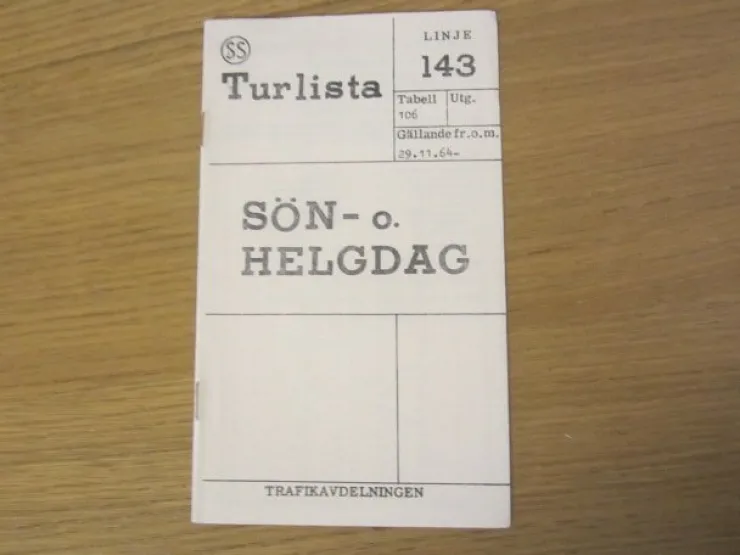 SS
Turlista
LINJE
143
Tabell
Utg.
106
Gällande fr.o.m.
29.11.64-
SÖN- o.
HELGDAG
TRAFIKAVDELNINGEN